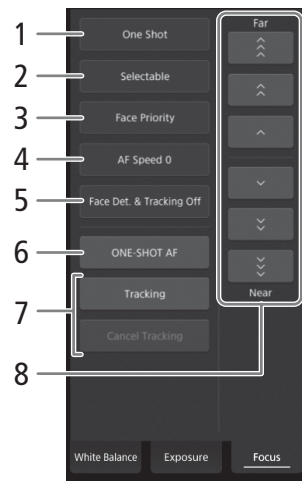 1
One Shot
2
Selectable
3
Face Priority
4
AF Speed 0
5
Face Det. & Tracking Off
6
ONE-SHOT AF
7
Tracking
Cancel Tracking
8
Far
Near
White Balance
Exposure
Focus